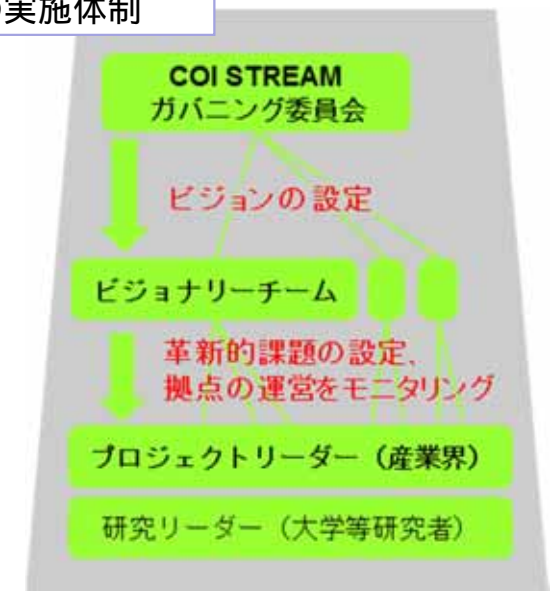 実施体制
COI STREAM
ガバニング委員会
ビジョンの設定
ビジョナリーチーム
革新的課題の設定、
拠点の運営をモニタリング
プロジェクトリーダー（産業界）
研究リーダー（大学等研究者）